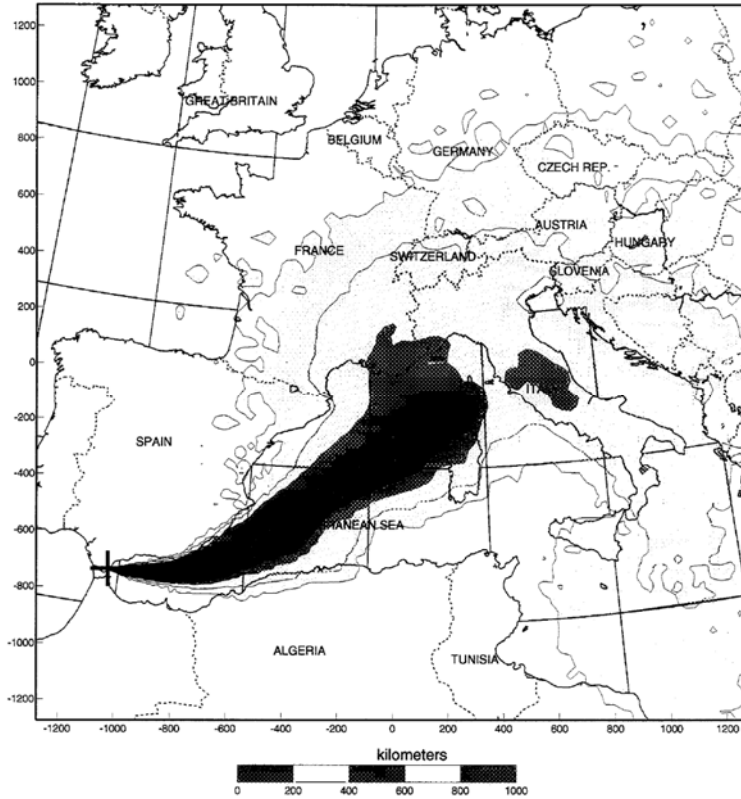 1200
1000
GREAT BRITAIN
800
BELGIUM
GERMANY
CZECH REP.
600
AUSTRIA
FRANCE
HUNGARY
400
SWITZERLAND
SLOVENIA
200
0
-200
SPAIN
-400
RANEAN SEA
-600
-800
-1000
ALGERIA
TUNISIA
-1200
-1200 -1000 -800 -600 -400 -200 0 200 400 600 800 1000 1200
kilometers
0 200 400 600 800 1000